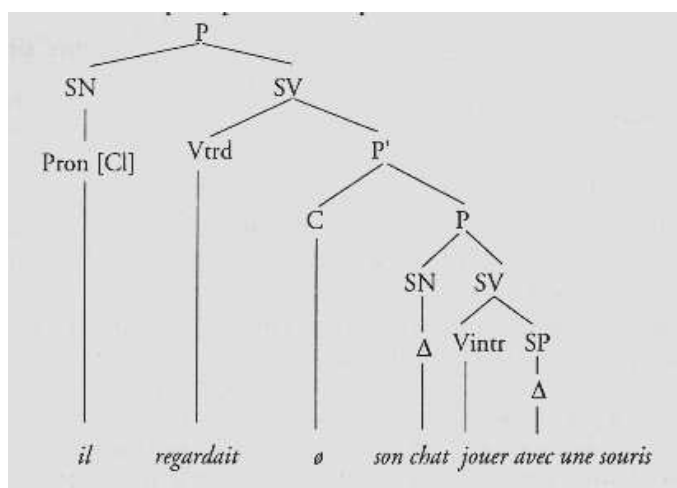 P
SN SV
Pron [Cl] Vtrd P'
C P
SN SV
Δ Vintr SP
Δ
il regardait ø son chat jouer avec une souris